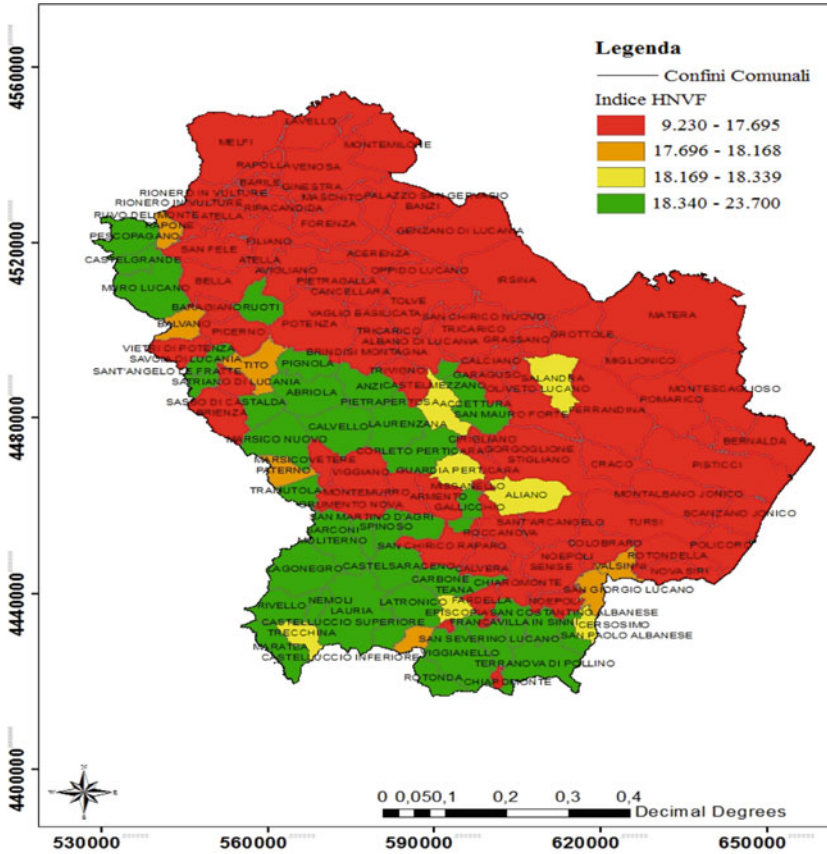 Legenda
Confini Comunali
Indice HNVF
9.230 - 17.695
17.696 - 18.168
18.169 - 18.339
18.340 - 23.700
4560000
4520000
4480000
4440000
4400000
LAVELLO
MELFI
MONTEMILONE
RAPOLLA VENOSA
BARILE
GINESTRA
RIONERO IN VULTURE
MASCHITO
PALAZZO SAN GERVASIO
RIONERO IN VULTURE
RIPACANDIDA
BANZI
RUVO DEL MONTE
ATELLA
FORENZA
GENZANO DI LUCANIA
RAPONE
PESCOPAGANO
SAN FELE
FILIANO
CASTELGRANDE
ATELLA
ACERENZA
AVIGLIANO
OPPIDO LUCANO
MURO LUCANO
BELLA
PIETRAGALLA
IRSINA
CANCELLARA
TOLVE
BARAGIANO
RUOTI
VAGLIO BASILICATA
SAN CHIRICO NUOVO
MATERA
BALVANO
PICERNO
POTENZA
TRICARICO
TRICARICO
GROTTOLE
ALBANO DI LUCANIA
GRASSANO
VIETRI DI POTENZA
BRINDISI MONTAGNA
CALCIANO
MIGLIONICO
SAVOIA DI LUCANIA
TITO
PIGNOLA
TRIVIGNO
GARAGUSO
SALANDRA
SANT'ANGELO LE FRATTE
SATRIANO DI LUCANIA
ABRIOLA
ANZI
CASTELMEZZANO
OLIVETO LUCANO
MONTESCAGLIOSO
POMARICO
SASSO DI CASTALDA
PIETRAPERTOSA
ACCETTURA
FERRANDINA
BRIENZA
CALVELLO
LAURENZANA
SAN MAURO FORTE
BERNALDA
MARSICO NUOVO
CIRIGLIANO
CORLETO PERTICARA
GORGOGLIONE
MARSICOVETERE
STIGLIANO
CRACO
PISTICCI
PATERNO
VIGGIANO
GUARDIA PERTICARA
TRAMUTOLA
MONTEMURRO
MISSANELLO
ALIANO
MONTALBANO JONICO
GRUMENTO NOVA
ARMENTO
GALLICCHIO
SCANZANO JONICO
SAN MARTINO D'AGRI
SANT'ARCANGELO
TURSI
SARCONI
SPINOSO
ROCCANOVA
MOLITERNO
COLOBRARO
POLICORO
SAN CHIRICO RAPARO
NOEPOLI
ROTONDELLA
LAGONEGRO
CASTELSARACENO
CALVERA
SENISE
VALSINNI
NOVA SIRI
CARBONE
CHIAROMONTE
TEANA
SAN GIORGIO LUCANO
RIVELLO
NEMOLI
LATRONICO
FARDELLA
NOEPOLI
LAURIA
EPISCOPIA
SAN COSTANTINO ALBANESE
CASTELLUCCIO SUPERIORE
FRANCAVILLA IN SINNI
CERSOSIMO
TRECCHINA
SAN SEVERINO LUCANO
SAN PAOLO ALBANESE
MARATEA
CASTELLUCCIO INFERIORE
VIGGIANELLO
TERRANOVA DI POLLINO
ROTONDA
CHIAROMONTE
0 0,05 0,1 0,2 0,3 0,4
Decimal Degrees
530000 560000 590000 620000 650000